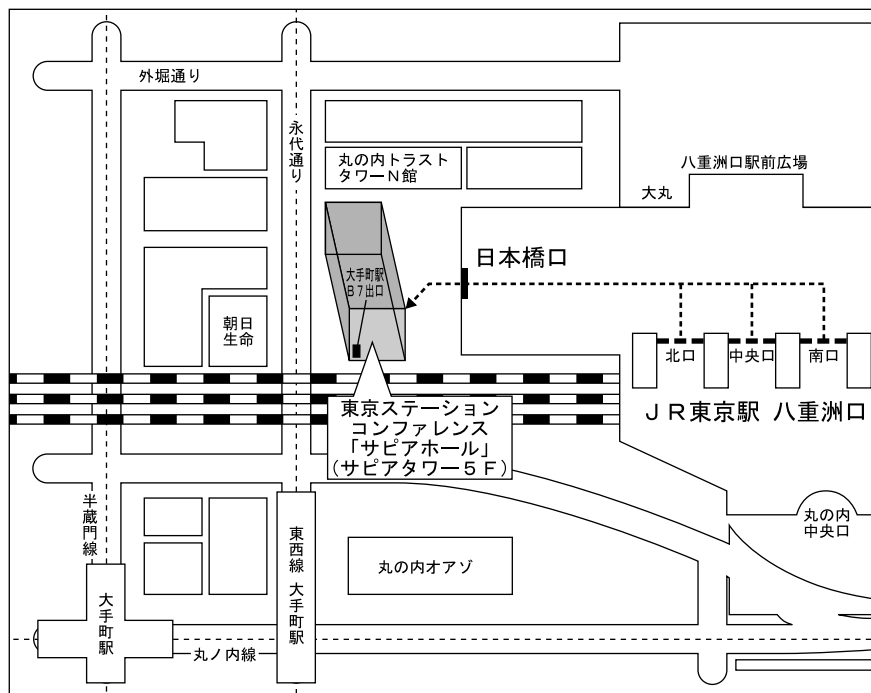 外堀通り
永代通り
丸の内トラスト
タワーN館
八重洲口駅前広場
大丸
日本橋口
大手町駅
B7出口
朝日
生命
北口
中央口
南口
JR東京駅 八重洲口
東京ステーション
コンファレンス
「サピアホール」
(サピアタワー5F)
半蔵門線
東西線 大手町駅
丸の内オアゾ
丸の内
中央口
大手町駅
丸ノ内線